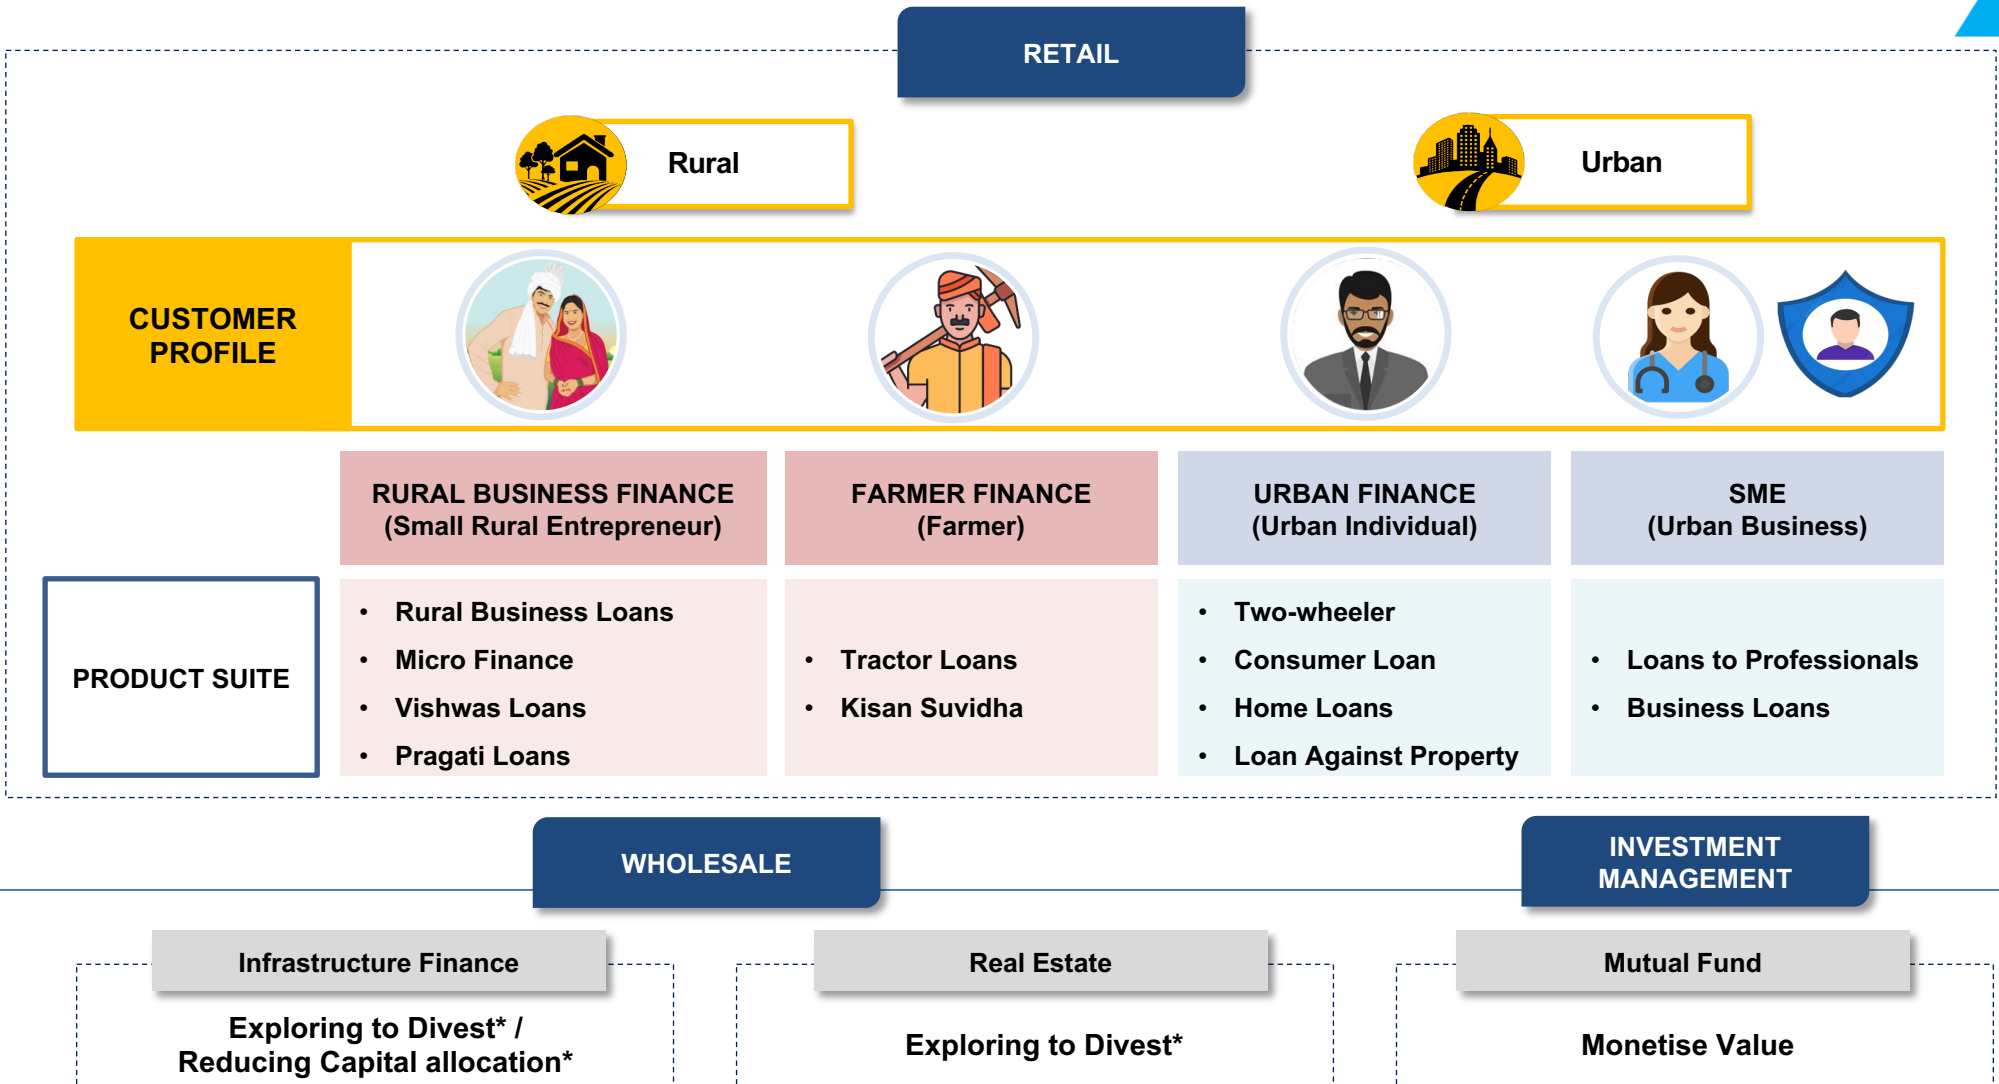 RETAIL
Rural
Urban
CUSTOMER
PROFILE
RURAL BUSINESS FINANCE
(Small Rural Entrepreneur)
FARMER FINANCE
(Farmer)
URBAN FINANCE
(Urban Individual)
SME
(Urban Business)
PRODUCT SUITE
• Rural Business Loans
• Micro Finance
• Vishwas Loans
• Pragati Loans
• Tractor Loans
• Kisan Suvidha
• Two-wheeler
• Consumer Loan
• Home Loans
• Loan Against Property
• Loans to Professionals
• Business Loans
WHOLESALE
INVESTMENT
MANAGEMENT
Infrastructure Finance
Exploring to Divest* /
Reducing Capital allocation*
Real Estate
Exploring to Divest*
Mutual Fund
Monetise Value